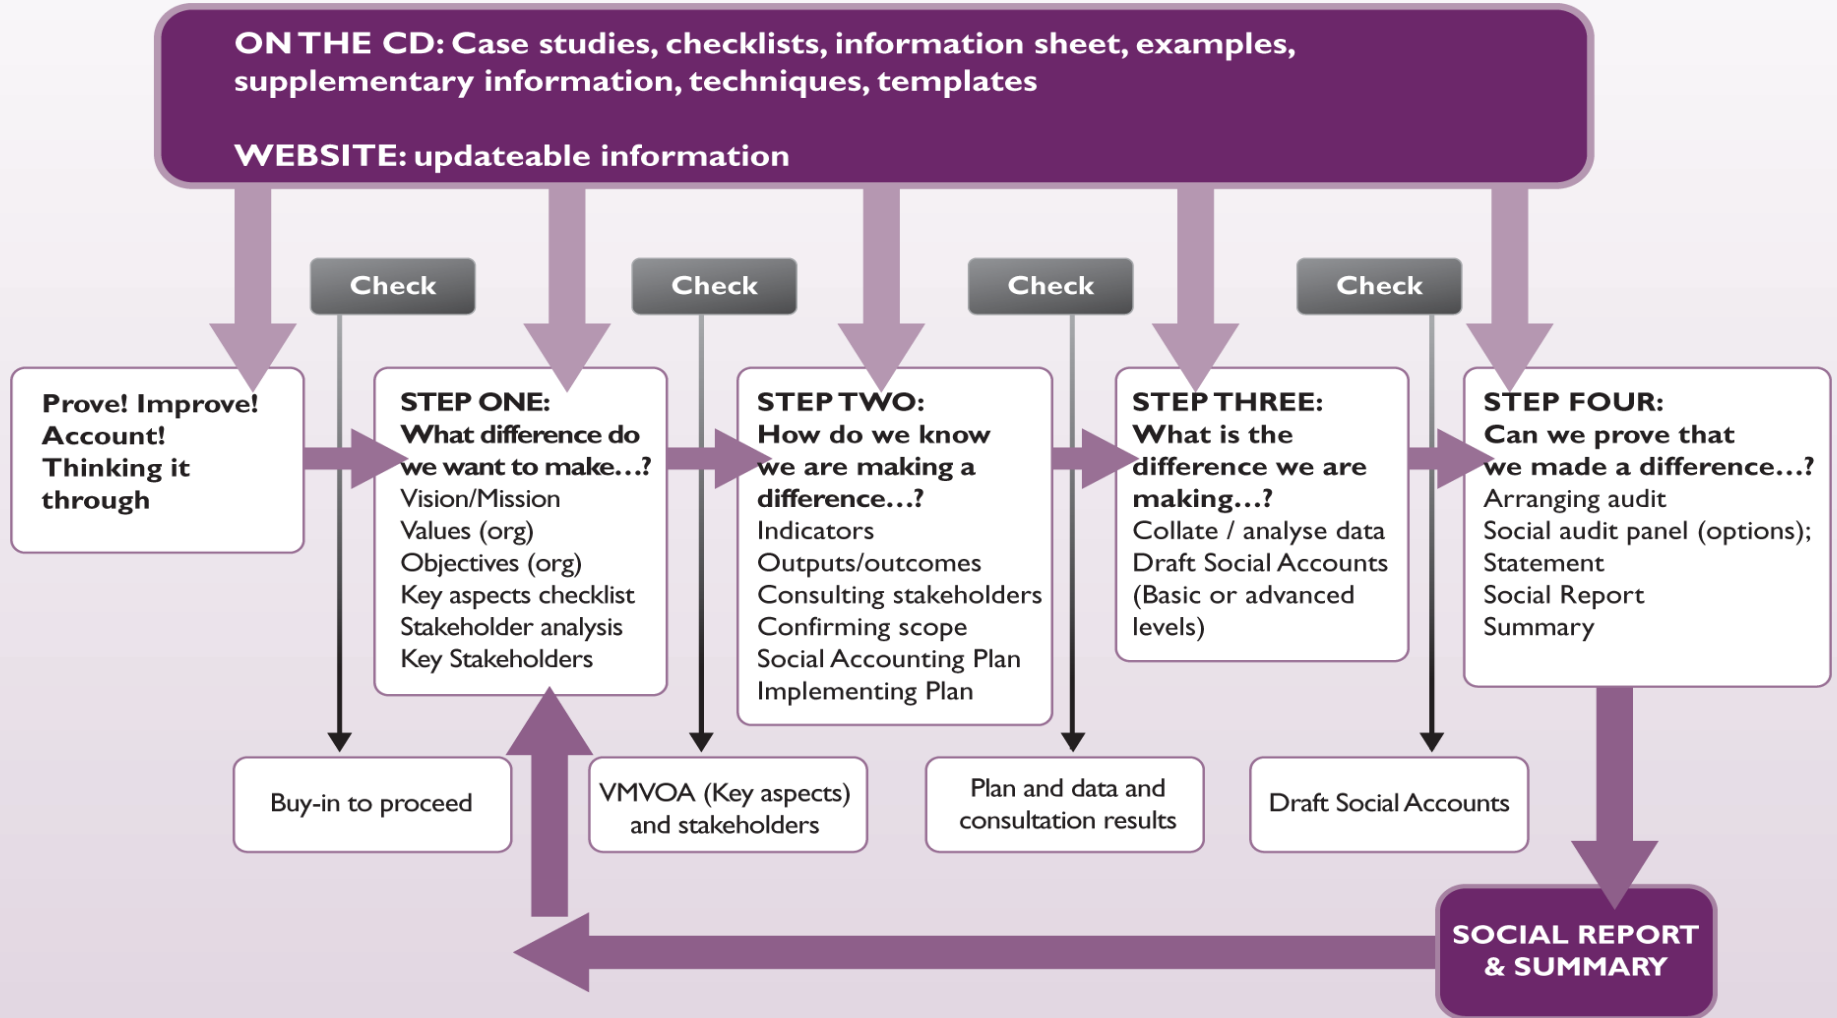 ON THE CD: Case studies, checklists, information sheet, examples,
supplementary information, techniques, templates
WEBSITE: updateable information
Check
Check
Check
Check
Prove! Improve!
Account!
Thinking it
through
STEP ONE:
What difference do
we want to make...?
Vision/Mission
Values (org)
Objectives (org)
Key aspects checklist
Stakeholder analysis
Key Stakeholders
STEP TWO:
How do we know
we are making a
difference...?
Indicators
Outputs/outcomes
Consulting stakeholders
Confirming scope
Social Accounting Plan
Implementing Plan
STEP THREE:
What is the
difference we are
making...?
Collate / analyse data
Draft Social Accounts
(Basic or advanced
levels)
STEP FOUR:
Can we prove that
we made a difference...?
Arranging audit
Social audit panel (options);
Statement
Social Report
Summary
Buy-in to proceed
VMVOA (Key aspects)
and stakeholders
Plan and data and
consultation results
Draft Social Accounts
SOCIAL REPORT
& SUMMARY